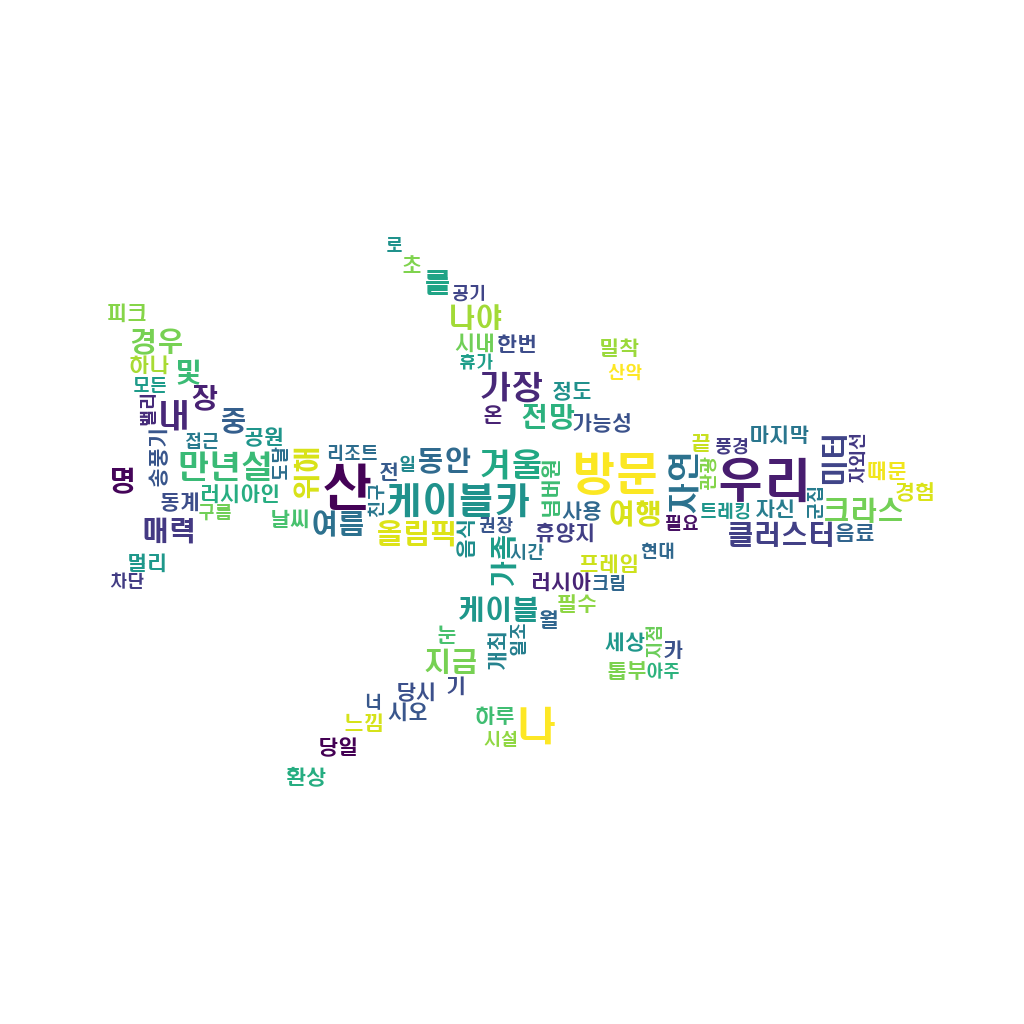 로
초
를
공기
피크
나야
경우
시내
한번
밀착
하나
및
휴가
산악
모든
장
가장
정도
벨리
내
중
온
전망
가능성
송풍기
접근
공원
끝
풍경
마지막
미터
자외선
명
만년설
도달
위해
리조트
전
일
동안
겨울
넘버원
방문
자연
관광
우리
때문
동계
러시아인
산
친구
케이블카
사용
여행
트레킹
자신
군집
크라스
경험
구름
매력
날씨
여름
올림픽
음식
권장
휴양지
필요
클러스터
음료
멀리
가족
시간
프레임
현대
차단
러시아
크림
케이블
월
필수
눈
개최
일조
세상
지점
카
지금
톱부
아주
너
당시
기
느낌
시오
하루
나
당일
시설
환상